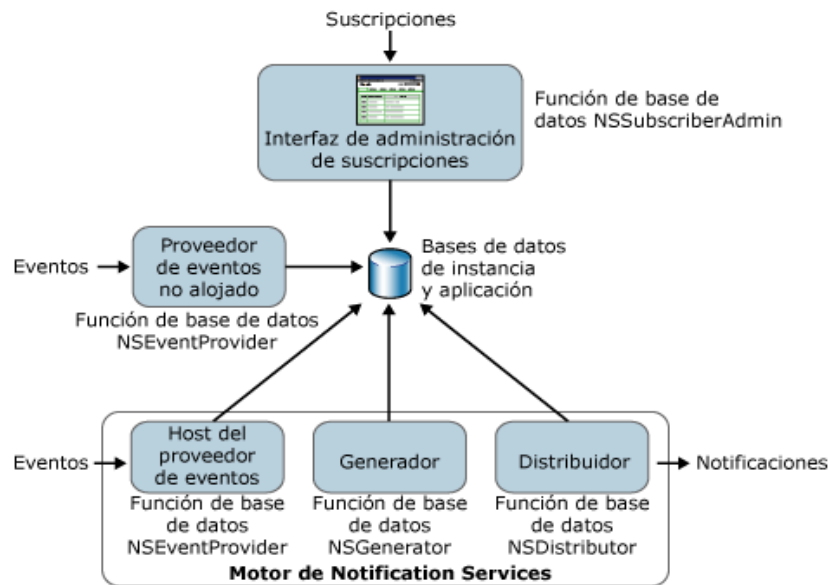 Suscripciones
Interfaz de administración
de suscripciones
Función de base de
datos NSSubscriberAdmin
Eventos
Proveedor
de eventos
no alojado
Bases de datos
de instancia
y aplicación
Función de base de datos
NSEventProvider
Eventos
Host del
proveedor
de eventos
Generador
Distribuidor
Notificaciones
Función de base
de datos
NSEventProvider
Función de base
de datos
NSGenerator
Función de base
de datos
NSDistributor
Motor de Notification Services